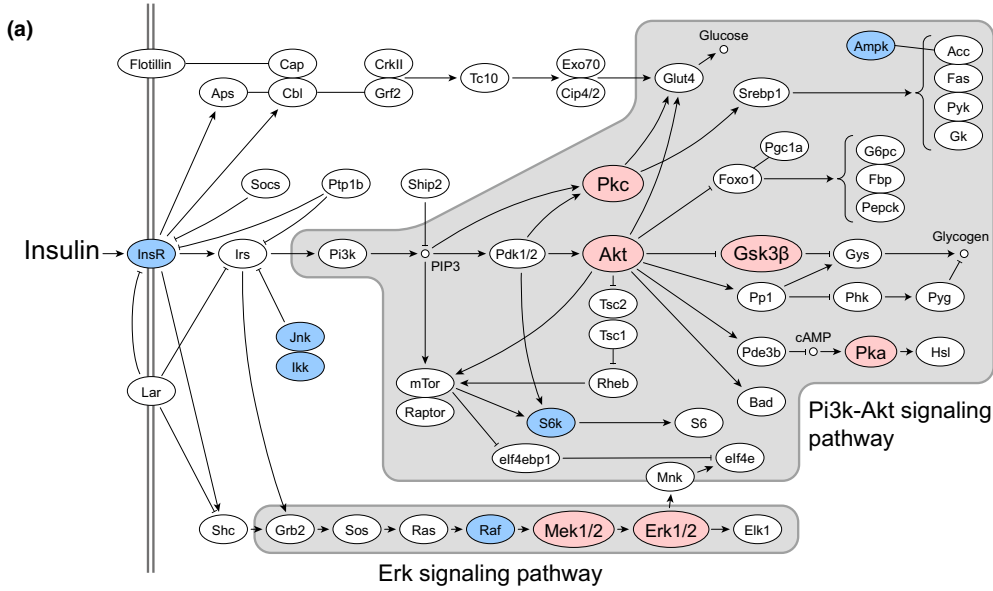 (a)
Glucose
Flotillin
Cap
CrkII
Exo70
Ampk
Acc
Aps
Cbl
Grf2
Tc10
Cip4/2
Glut4
Srebp1
Fas
Pyk
Gk
Pgc1a
G6pc
Socs
Ptp1b
Ship2
Pkc
Foxo1
Fbp
Pepck
Insulin
InsR
Irs
Pi3k
PIP3
Pdk1/2
Akt
Gsk3β
Gys
Glycogen
Tsc2
Pp1
Phk
Pyg
Jnk
Tsc1
cAMP
Ikk
Pde3b
Pka
Hsl
Lar
mTor
Rheb
Bad
Raptor
S6k
S6
Pi3k-Akt signaling
pathway
eIf4ebp1
eIf4e
Mnk
Shc
Grb2
Sos
Ras
Raf
Mek1/2
Erk1/2
Elk1
Erk signaling pathway